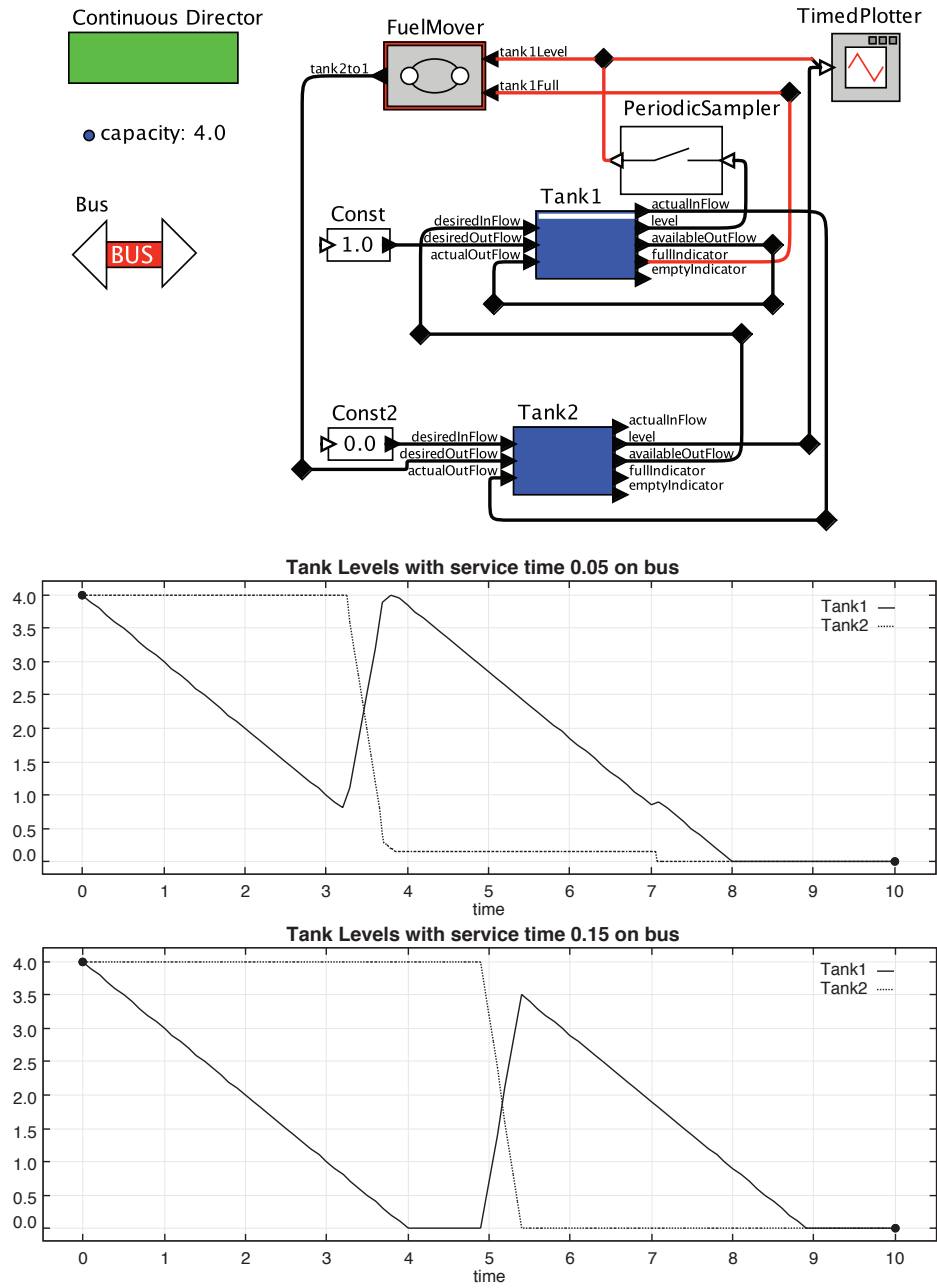 Continuous Director
capacity: 4.0
Bus
BUS
FuelMover
tank2to1
tank1Level
tank1Full
TimedPlotter
PeriodicSampler
Const
1.0
Tank1
desiredInFlow
desiredOutFlow
actualOutFlow
actualInFlow
level
availableOutFlow
fullIndicator
emptyIndicator
Const2
0.0
Tank2
desiredInFlow
desiredOutFlow
actualOutFlow
actualInFlow
level
availableOutFlow
fullIndicator
emptyIndicator
Tank Levels with service time 0.05 on bus
4.0
3.5
3.0
2.5
2.0
1.5
1.0
0.5
0.0
Tank1
Tank2
0 1 2 3 4 5 6 7 8 9 10
time
Tank Levels with service time 0.15 on bus
4.0
3.5
3.0
2.5
2.0
1.5
1.0
0.5
0.0
Tank1
Tank2
0 1 2 3 4 5 6 7 8 9 10
time